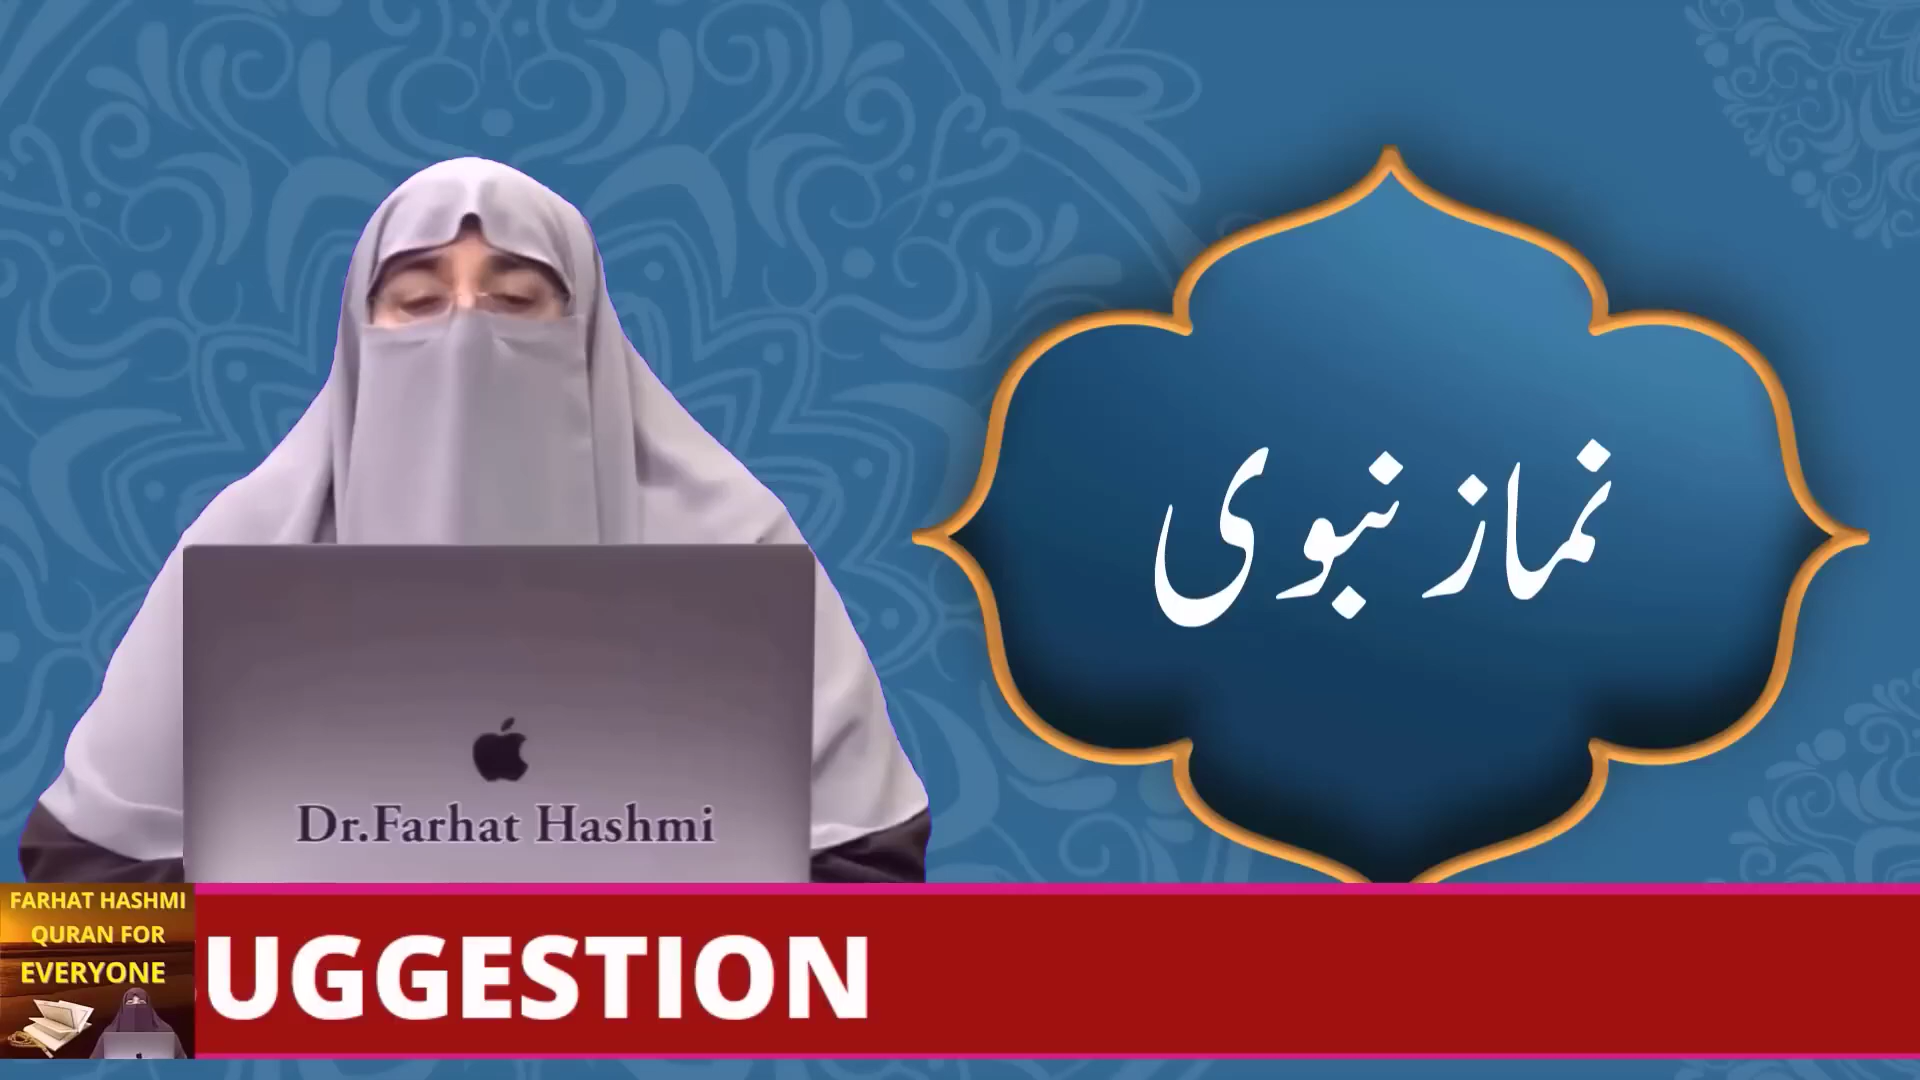 نماز نبوی
Dr.Farhat Hashmi
FARHAT HASHMI
QURAN FOR
EVERYONE
UGGESTION